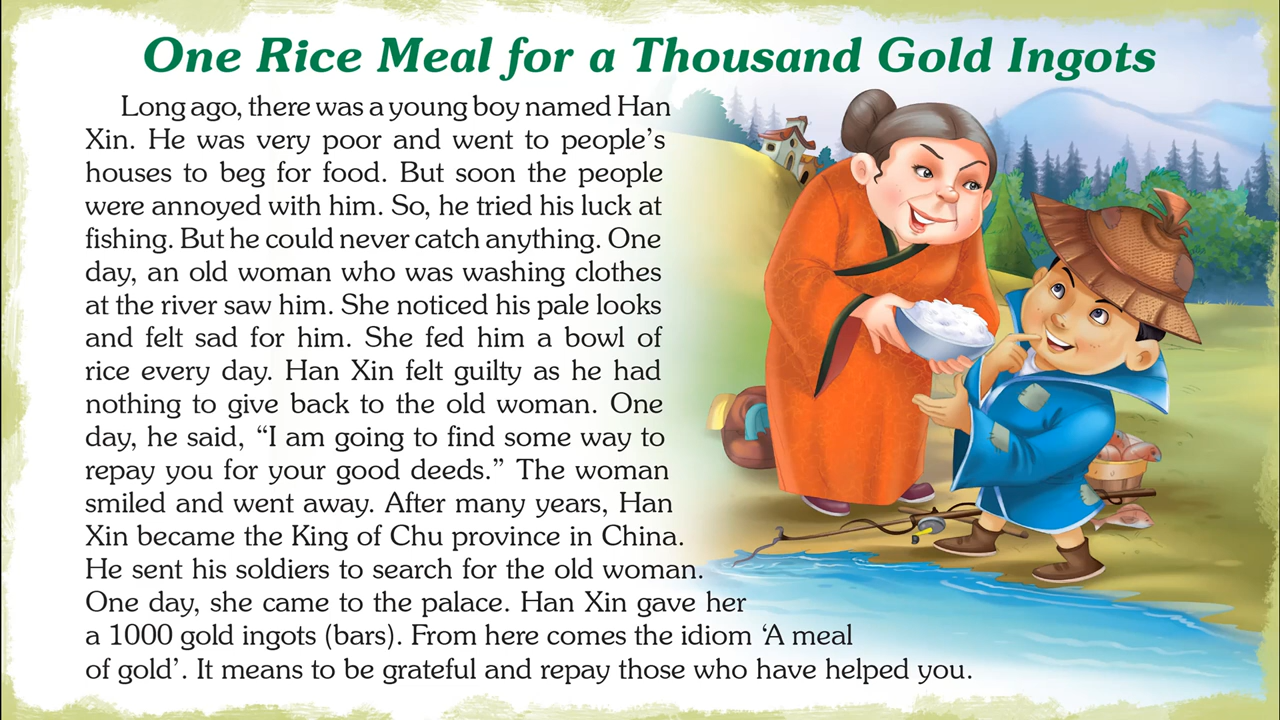 One Rice Meal for a Thousand Gold Ingots
Long ago, there was a young boy named Han
Xin. He was very poor and went to people's
houses to beg for food. But soon the people
were annoyed with him. So, he tried his luck at
fishing. But he could never catch anything. One
day, an old woman who was washing clothes
at the river saw him. She noticed his pale looks
and felt sad for him. She fed him a bowl of
rice every day. Han Xin felt guilty as he had
nothing to give back to the old woman. One
day, he said, “I am going to find some way to
repay you for your good deeds.” The woman
smiled and went away. After many years, Han
Xin became the King of Chu province in China.
He sent his soldiers to search for the old woman.
One day, she came to the palace. Han Xin gave her
a 1000 gold ingots (bars). From here comes the idiom ‘A meal
of gold’. It means to be grateful and repay those who have helped you.